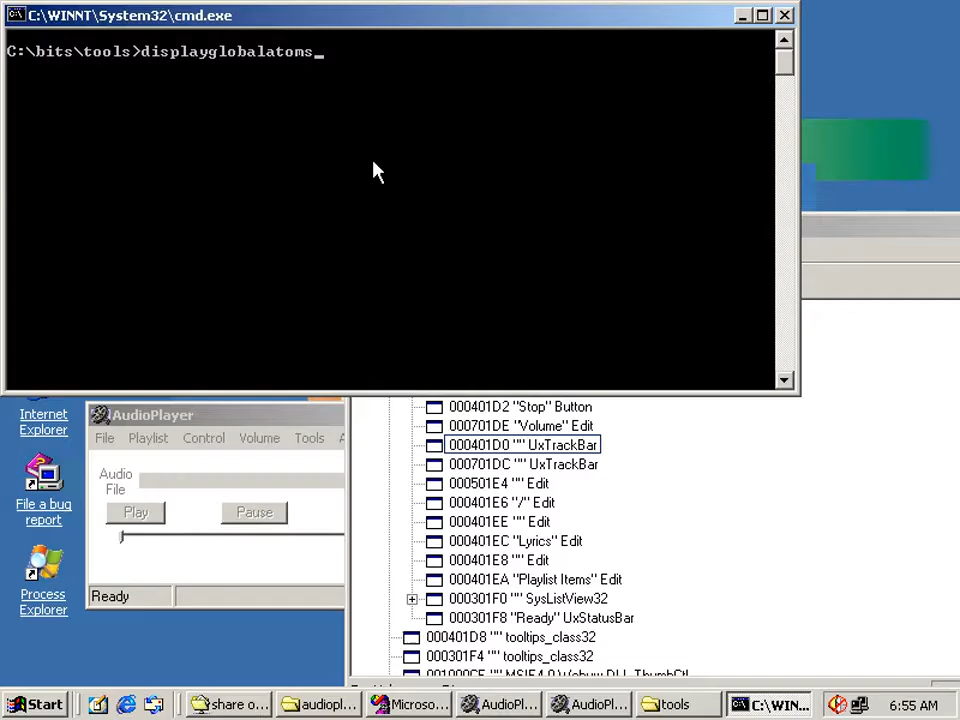 C:\WINNT\System32\cmd.exe
C:\bits\tools>displayglobalatoms_
Internet
Explorer
File a bug
report
Process
Explorer
AudioPlayer
File Playlist Control Volume Tools
Audio
File
Play Pause
Ready
000401D2 "Stop" Button
000701DE "Volume" Edit
000401D0 "" UxTrackBar
000701DC "" UxTrackBar
000501E4 "" Edit
000401E6 "/" Edit
000401EE "" Edit
000401EC "Lyrics" Edit
000401E8 "" Edit
000401EA "Playlist Items" Edit
000301F0 "" SysListView32
000301F8 "Ready" UxStatusBar
000401D8 "" tooltips_class32
000301F4 "" tooltips_class32
Start share o... audiopl... Microso... AudioPl... AudioPl... tools C:\WIN... 6:55 AM